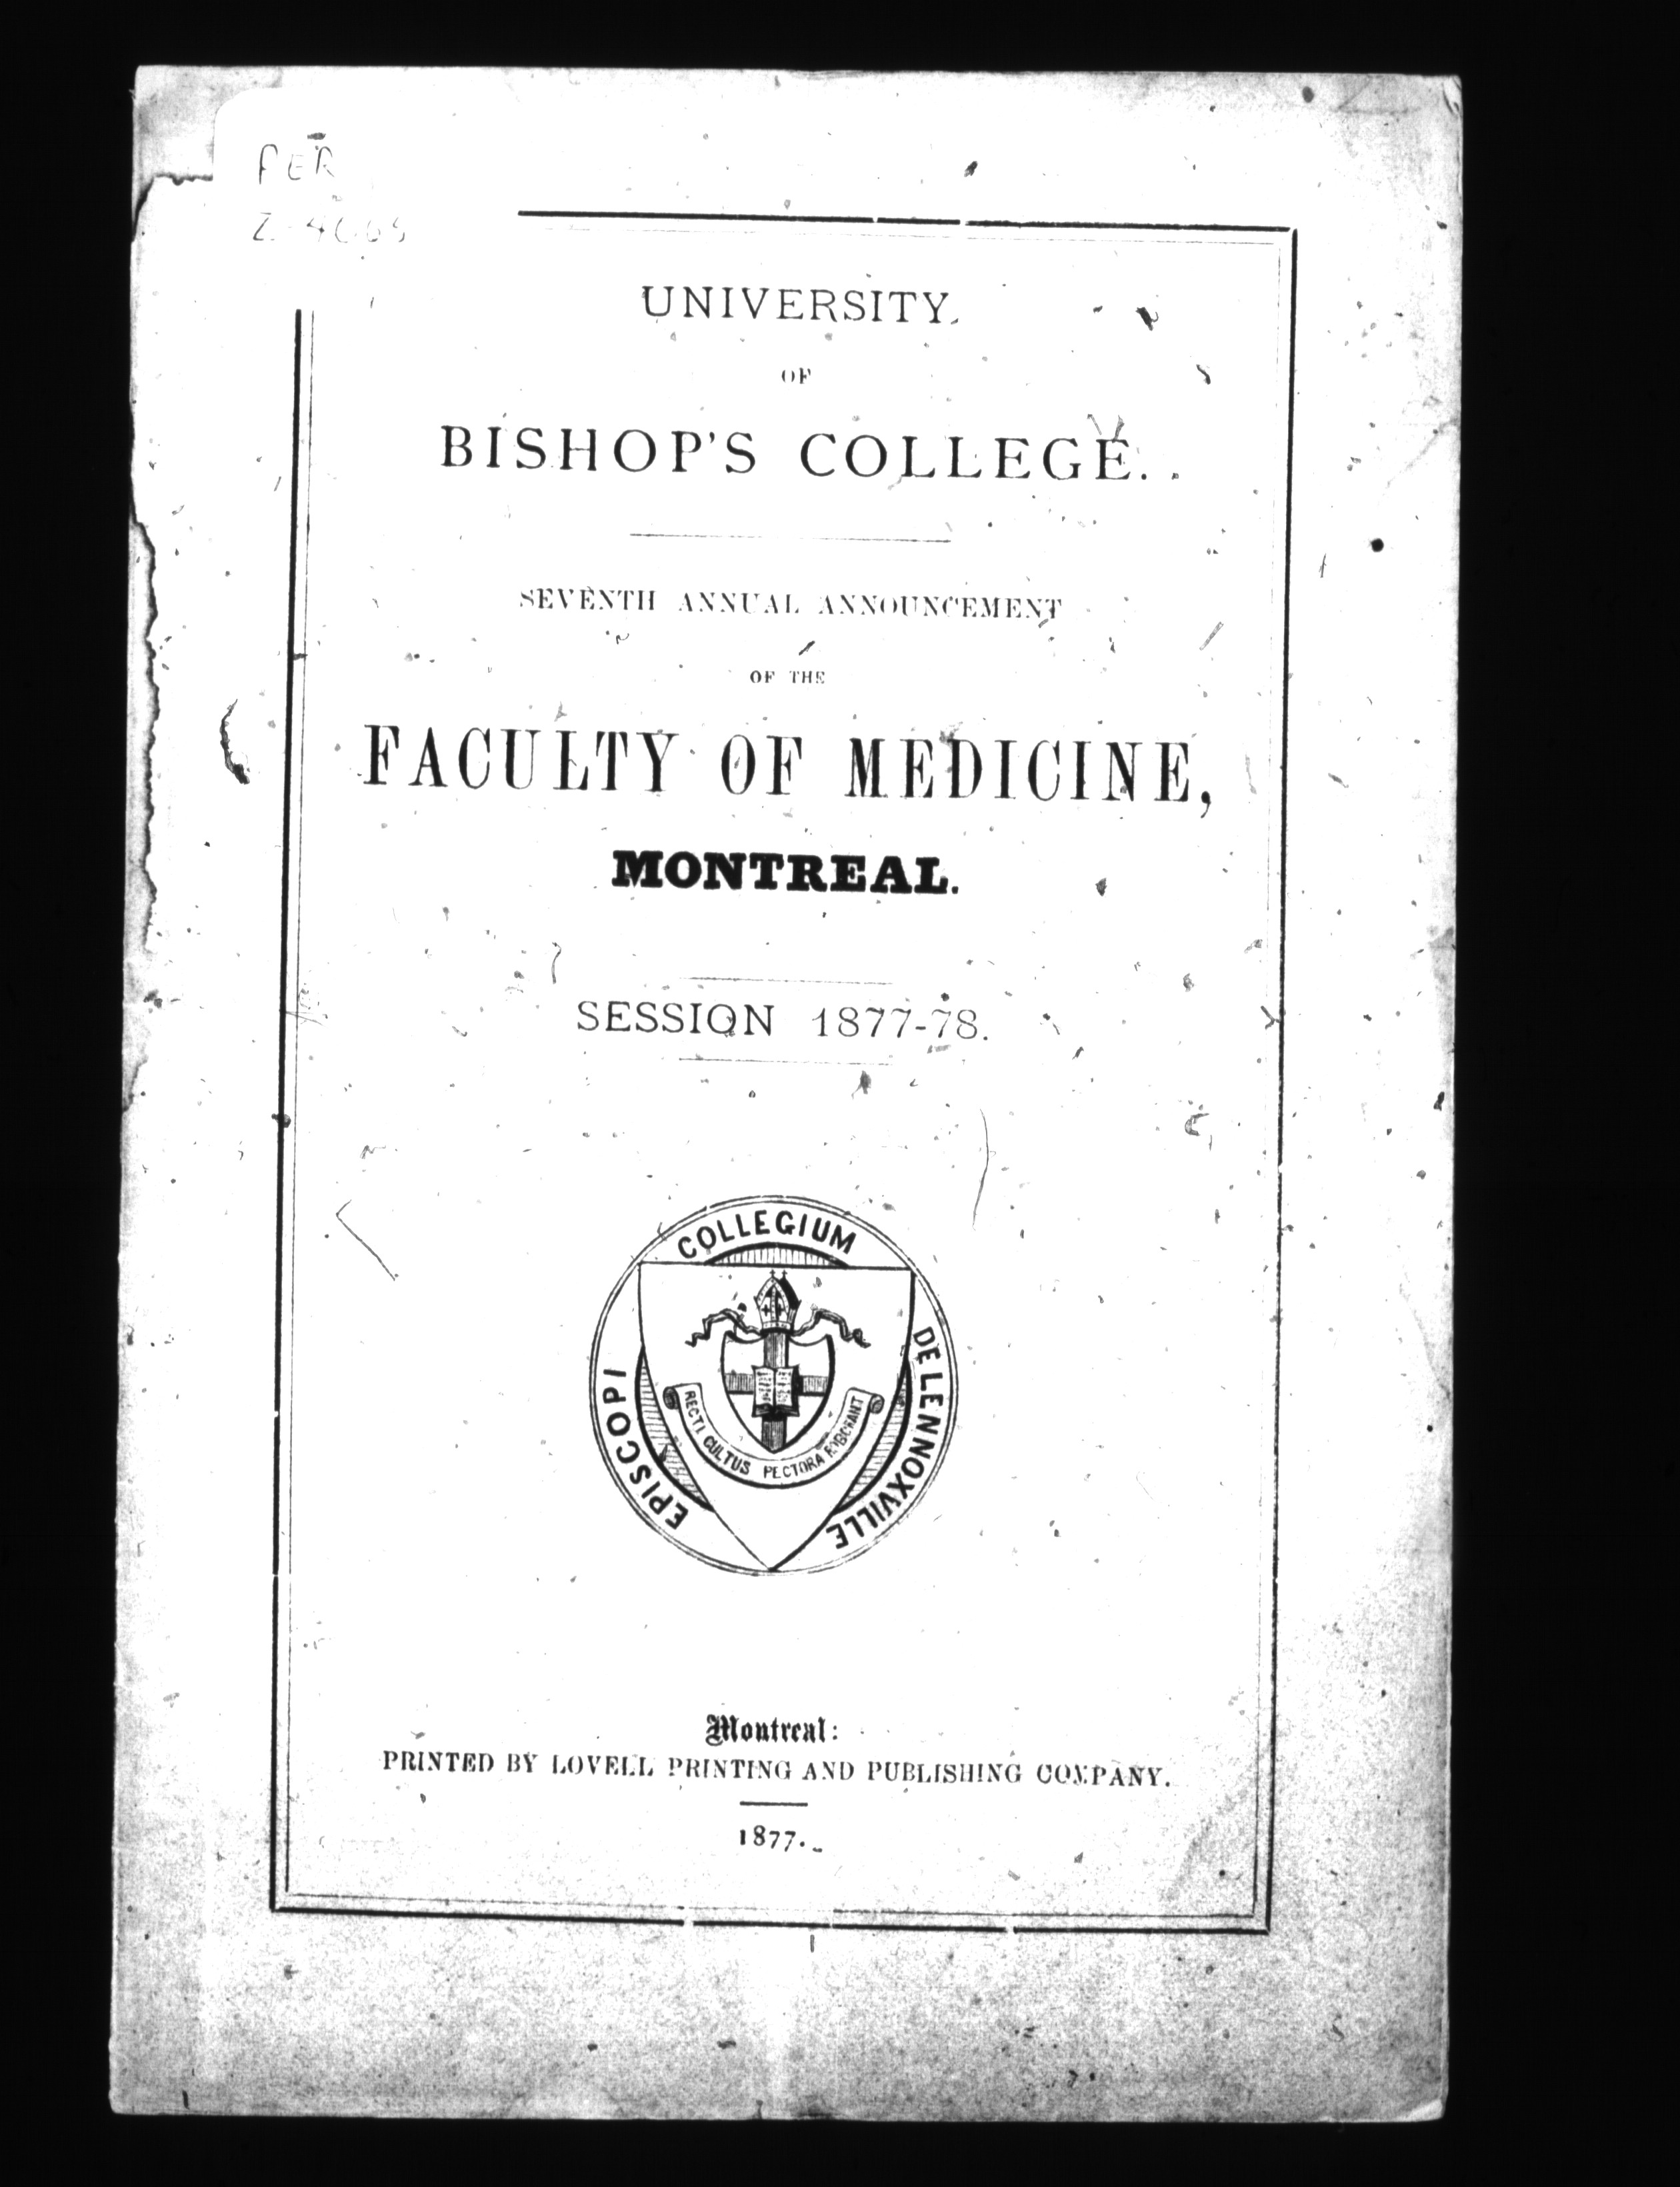 PER
UNIVERSITY
OF
BISHOP'S COLLEGE.
SEVENTH ANNUAL ANNOUNCEMENT
OF THE
FACULTY OF MEDICINE,
MONTREAL.
SESSION 1877-78.
COLLEGIUM
EPISCOPI
DE LENNOXVILLE
RECTI CULTUS PECTORA ROBORANT
Montreal:
PRINTED BY LOVELL PRINTING AND PUBLISHING COMPANY.
1877.